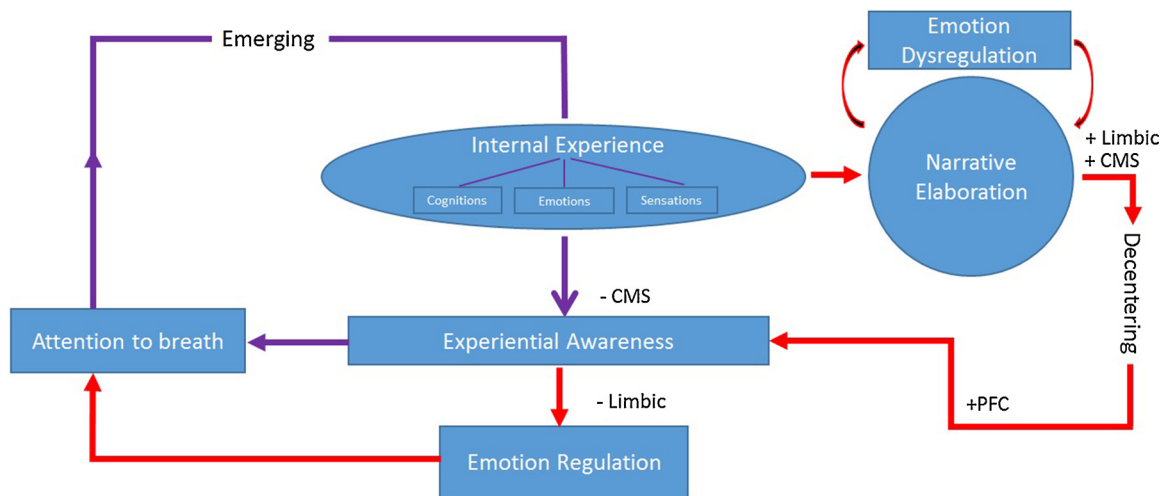 Emerging
Emotion
Dysregulation
Internal Experience
Cognitions
Emotions
Sensations
Narrative
Elaboration
+ Limbic
+ CMS
Decentering
- CMS
Attention to breath
Experiential Awareness
- Limbic
+PFC
Emotion Regulation